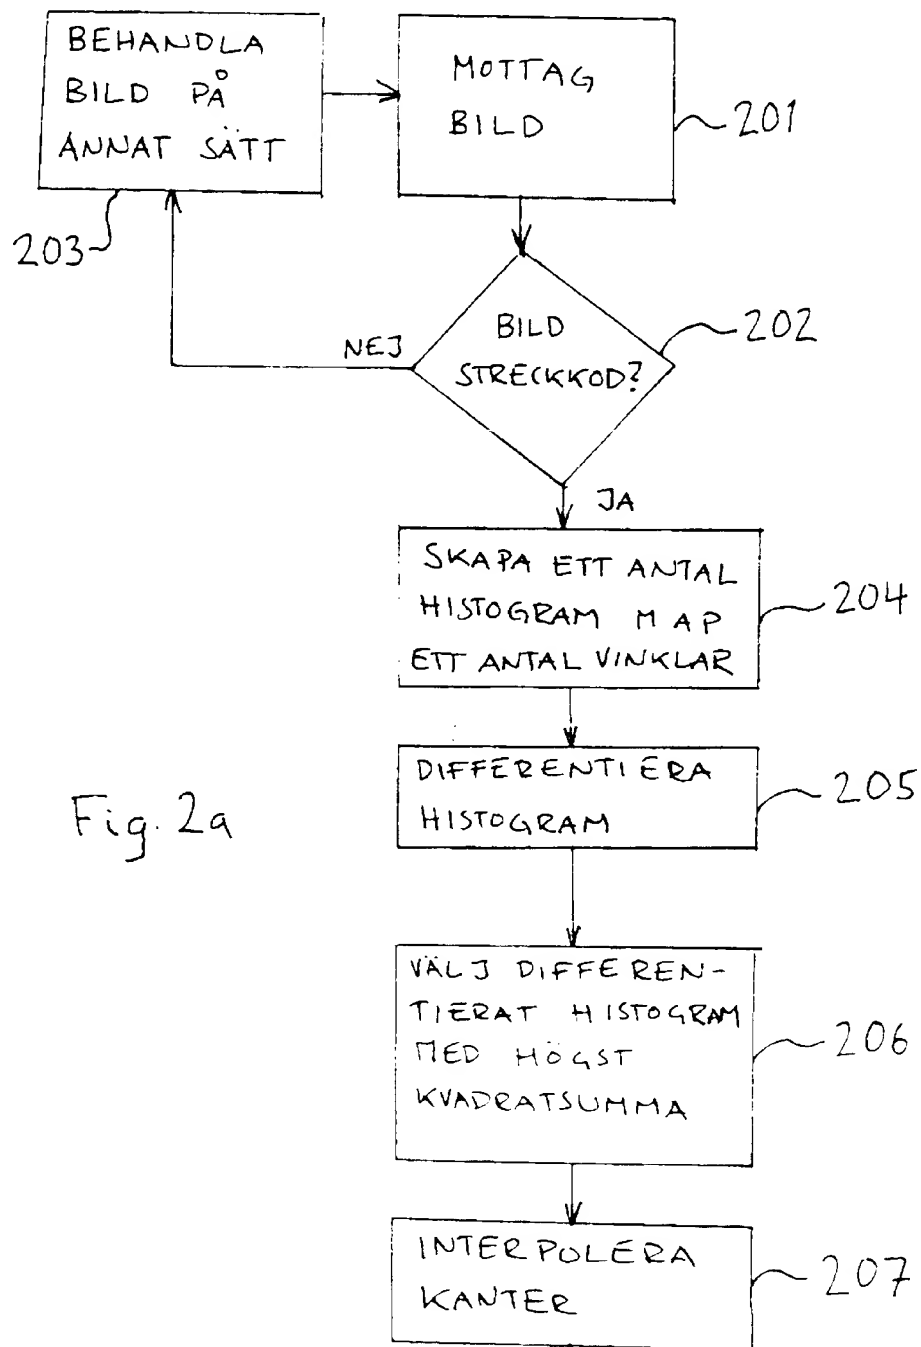 BEHANDLA
BILD PÅ
ANNAT SÄTT
203
MOTTAG
BILD
201
BILD
STRECKKOD?
202
NEJ
JA
SKAPA ETT ANTAL
HISTOGRAM MAP
ETT ANTAL VINKLAR
204
DIFFERENTIERA
HISTOGRAM
205
Fig. 2a
VÄLJ DIFFEREN-
TIERAT HISTOGRAM
MED HÖGST
KVADRATSUMMA
206
INTERPOLERA
KANTER
207